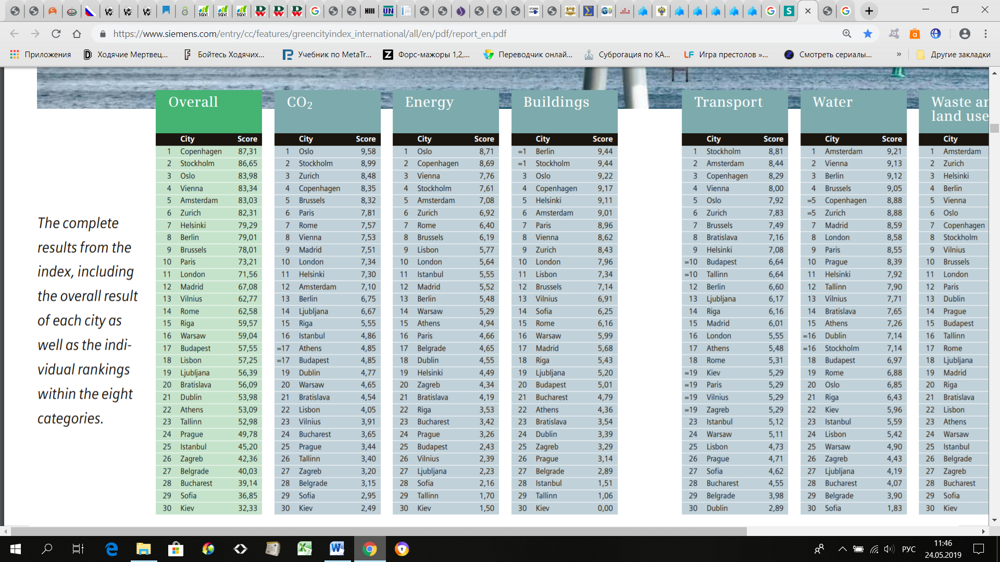 https://www.siemens.com/entry/cc/features/greencityindex_international/all/en/pdf/report_en.pdf
Приложения
Ходячие Мертвец...
Бойтесь Ходячих...
Учебник по MetaTr...
Форс-мажоры 1,2,...
Переводчик онлай...
Суброгация по КА...
Игра престолов »...
Смотреть сериалы...
»
Другие закладки
The complete
results from the
index, including
the overall result
of each city as
well as the indi-
vidual rankings
within the eight
categories.
Overall
City Score
1 Copenhagen 87,31
2 Stockholm 86,65
3 Oslo 83,98
4 Vienna 83,34
5 Amsterdam 83,03
6 Zurich 82,31
7 Helsinki 79,29
8 Berlin 79,01
9 Brussels 78,01
10 Paris 73,21
11 London 71,56
12 Madrid 67,08
13 Vilnius 62,77
14 Rome 62,58
15 Riga 59,57
16 Warsaw 59,04
17 Budapest 57,55
18 Lisbon 57,25
19 Ljubljana 56,39
20 Bratislava 56,09
21 Dublin 53,98
22 Athens 53,09
23 Tallinn 52,98
24 Prague 49,78
25 Istanbul 45,20
26 Zagreb 42,36
27 Belgrade 40,03
28 Bucharest 39,14
29 Sofia 36,85
30 Kiev 32,33
CO₂
City Score
1 Oslo 9,58
2 Stockholm 8,99
3 Zurich 8,48
4 Copenhagen 8,35
5 Brussels 8,32
6 Paris 7,81
7 Rome 7,57
8 Vienna 7,53
9 Madrid 7,51
10 London 7,34
11 Helsinki 7,30
12 Amsterdam 7,10
13 Berlin 6,75
14 Ljubljana 6,67
15 Riga 5,55
16 Istanbul 4,86
=17 Athens 4,85
=17 Budapest 4,85
19 Dublin 4,77
20 Warsaw 4,65
21 Bratislava 4,54
22 Lisbon 4,05
23 Vilnius 3,91
24 Bucharest 3,65
25 Prague 3,44
26 Tallinn 3,40
27 Zagreb 3,20
28 Belgrade 3,15
29 Sofia 2,95
30 Kiev 2,49
Energy
City Score
1 Oslo 8,71
2 Copenhagen 8,69
3 Vienna 7,76
4 Stockholm 7,61
5 Amsterdam 7,08
6 Zurich 6,92
7 Rome 6,40
8 Brussels 6,19
9 Lisbon 5,77
10 London 5,64
11 Istanbul 5,55
12 Madrid 5,52
13 Berlin 5,48
14 Warsaw 5,29
15 Athens 4,94
16 Paris 4,66
17 Belgrade 4,65
18 Dublin 4,55
19 Helsinki 4,49
20 Zagreb 4,34
21 Bratislava 4,19
22 Riga 3,53
23 Bucharest 3,42
24 Prague 3,26
25 Budapest 2,43
26 Vilnius 2,39
27 Ljubljana 2,23
28 Sofia 2,16
29 Tallinn 1,70
30 Kiev 1,50
Buildings
City Score
=1 Berlin 9,44
=1 Stockholm 9,44
3 Oslo 9,22
4 Copenhagen 9,17
5 Helsinki 9,11
6 Amsterdam 9,01
7 Paris 8,96
8 Vienna 8,62
9 Zurich 8,43
10 London 7,96
11 Lisbon 7,34
12 Brussels 7,14
13 Vilnius 6,91
14 Sofia 6,25
15 Rome 6,16
16 Warsaw 5,99
17 Madrid 5,68
18 Riga 5,43
19 Ljubljana 5,20
20 Budapest 5,01
21 Bucharest 4,79
22 Athens 4,36
23 Bratislava 3,54
24 Dublin 3,39
25 Zagreb 3,29
26 Prague 3,14
27 Belgrade 2,89
28 Istanbul 1,51
29 Tallinn 1,06
30 Kiev 0,00
Transport
City Score
1 Stockholm 8,81
2 Amsterdam 8,44
3 Copenhagen 8,29
4 Vienna 8,00
5 Oslo 7,92
6 Zurich 7,83
7 Brussels 7,49
8 Bratislava 7,16
9 Helsinki 7,08
=10 Budapest 6,64
=10 Tallinn 6,64
12 Berlin 6,60
13 Ljubljana 6,17
14 Riga 6,16
15 Madrid 6,01
16 London 5,55
17 Athens 5,48
18 Rome 5,31
=19 Kiev 5,29
=19 Paris 5,29
=19 Vilnius 5,29
=19 Zagreb 5,29
23 Istanbul 5,12
24 Warsaw 5,11
25 Lisbon 4,73
26 Prague 4,71
27 Sofia 4,62
28 Bucharest 4,55
29 Belgrade 3,98
30 Dublin 2,89
Water
City Score
1 Amsterdam 9,21
2 Vienna 9,13
3 Berlin 9,12
4 Brussels 9,05
=5 Copenhagen 8,88
=5 Zurich 8,88
7 Madrid 8,59
8 London 8,58
9 Paris 8,55
10 Prague 8,39
11 Helsinki 7,92
12 Tallinn 7,90
13 Vilnius 7,71
14 Bratislava 7,65
15 Athens 7,26
=16 Dublin 7,14
=16 Stockholm 7,14
18 Budapest 6,97
19 Rome 6,88
20 Oslo 6,85
21 Riga 6,43
22 Kiev 5,96
23 Istanbul 5,59
24 Lisbon 5,42
25 Warsaw 4,90
26 Zagreb 4,43
27 Ljubljana 4,19
28 Bucharest 4,07
29 Belgrade 3,90
30 Sofia 1,83
Waste ar
land use
City
1 Amsterdam
2 Zurich
3 Helsinki
4 Berlin
5 Vienna
6 Oslo
7 Copenhagen
8 Stockholm
9 Vilnius
10 Brussels
11 London
12 Paris
13 Dublin
14 Prague
15 Budapest
16 Tallinn
17 Rome
18 Ljubljana
19 Madrid
20 Riga
21 Bratislava
22 Lisbon
23 Athens
24 Warsaw
25 Istanbul
26 Belgrade
27 Zagreb
28 Bucharest
29 Sofia
30 Kiev
РУС
11:46
24.05.2019